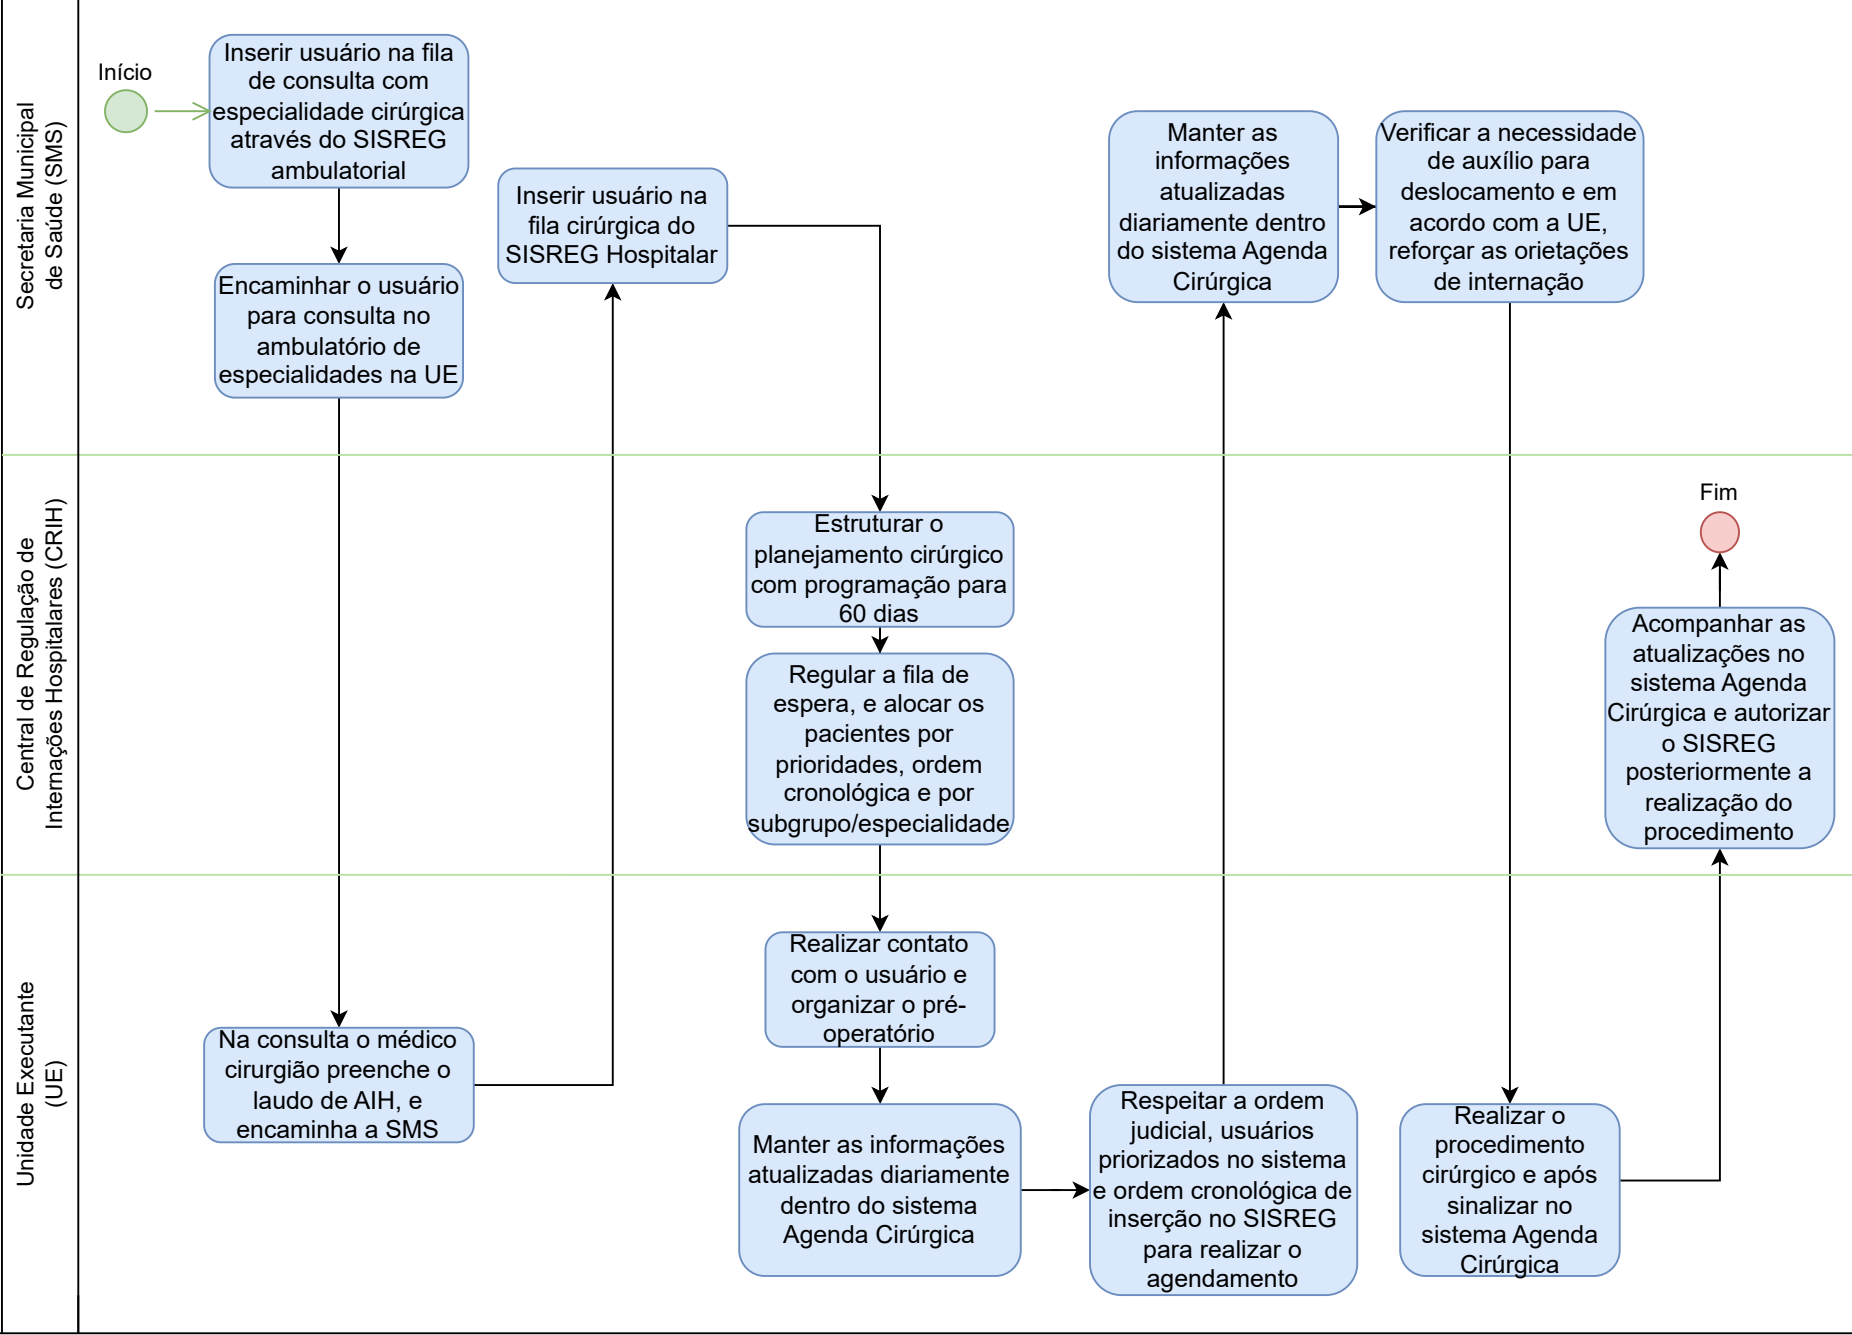 Secretaria Municipal
de Saúde (SMS)
Início
Inserir usuário na fila
de consulta com
especialidade cirúrgica
através do SISREG
ambulatorial
Encaminhar o usuário
para consulta no
ambulatório de
especialidades na UE
Inserir usuário na
fila cirúrgica do
SISREG Hospitalar
Manter as
informações
atualizadas
diariamente dentro
do sistema Agenda
Cirúrgica
Verificar a necessidade
de auxílio para
deslocamento e em
acordo com a UE,
reforçar as orietações
de internação
Central de Regulação de
Internações Hospitalares (CRIH)
Estruturar o
planejamento cirúrgico
com programação para
60 dias
Regular a fila de
espera, e alocar os
pacientes por
prioridades, ordem
cronológica e por
subgrupo/especialidade
Fim
Acompanhar as
atualizações no
sistema Agenda
Cirúrgica e autorizar
o SISREG
posteriormente a
realização do
procedimento
Unidade Executante
(UE)
Na consulta o médico
cirurgião preenche o
laudo de AIH, e
encaminha a SMS
Realizar contato
com o usuário e
organizar o pré-
operatório
Manter as informações
atualizadas diariamente
dentro do sistema
Agenda Cirúrgica
Respeitar a ordem
judicial, usuários
priorizados no sistema
e ordem cronológica de
inserção no SISREG
para realizar o
agendamento
Realizar o
procedimento
cirúrgico e após
sinalizar no
sistema Agenda
Cirúrgica